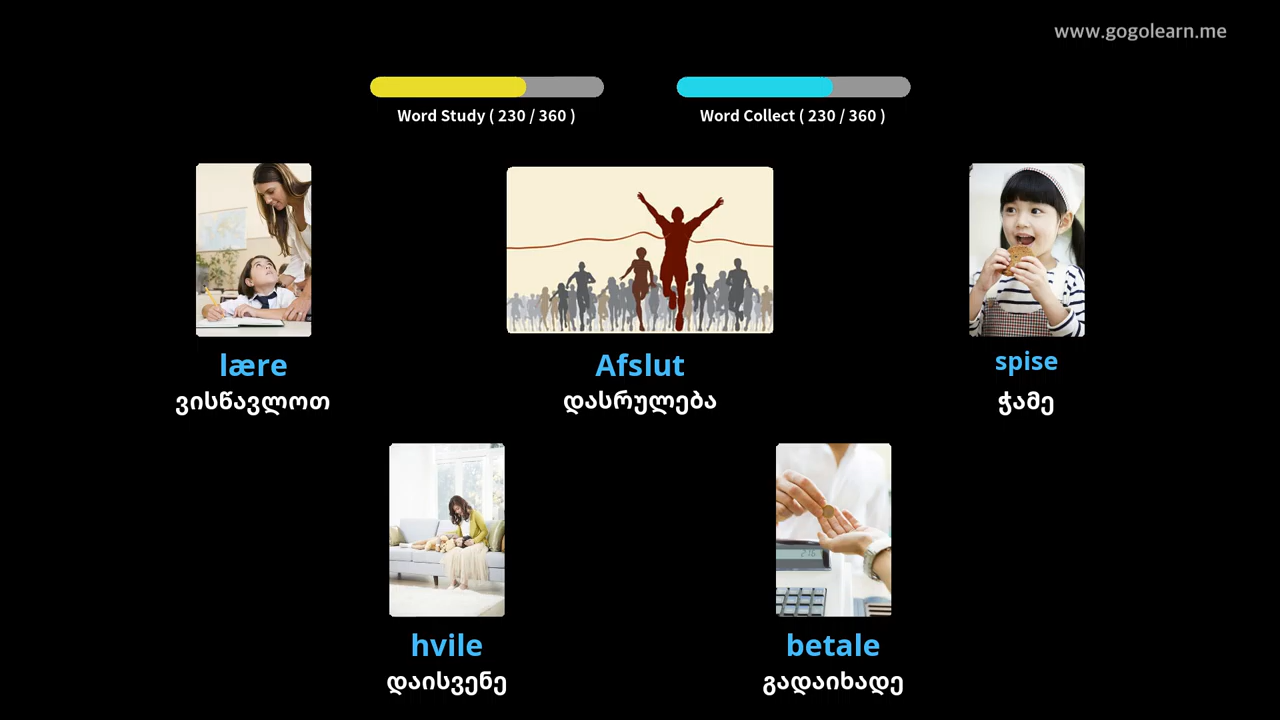 www.gogolearn.me
Word Study ( 230 / 360 )
Word Collect ( 230 / 360 )
lære
ვისწავლოთ
Afslut
დასრულება
spise
ჭამე
hvile
დაისვენე
betale
გადაიხადე